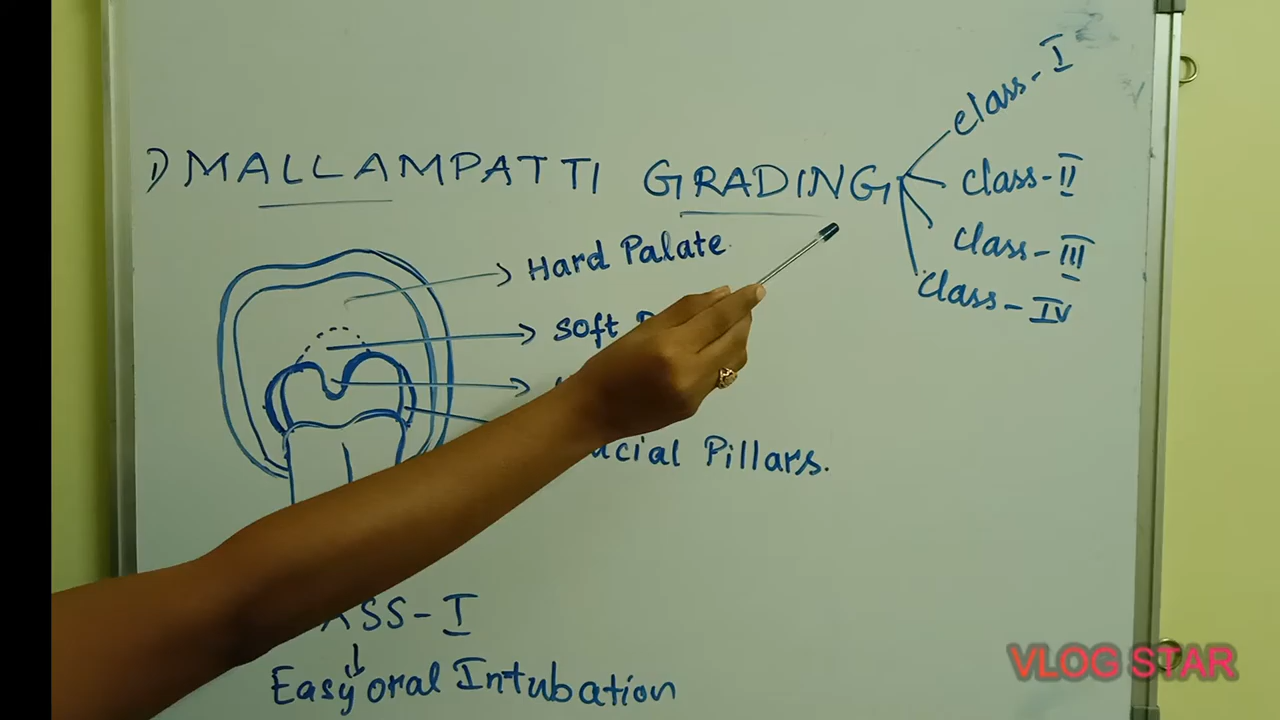 1) MALLAMPATTI GRADING
Class-I
Class-II
Class-III
Class-IV
Hard Palate
Soft
Pillars.
ASS-I
Easy oral Intubation
VLOG STAR